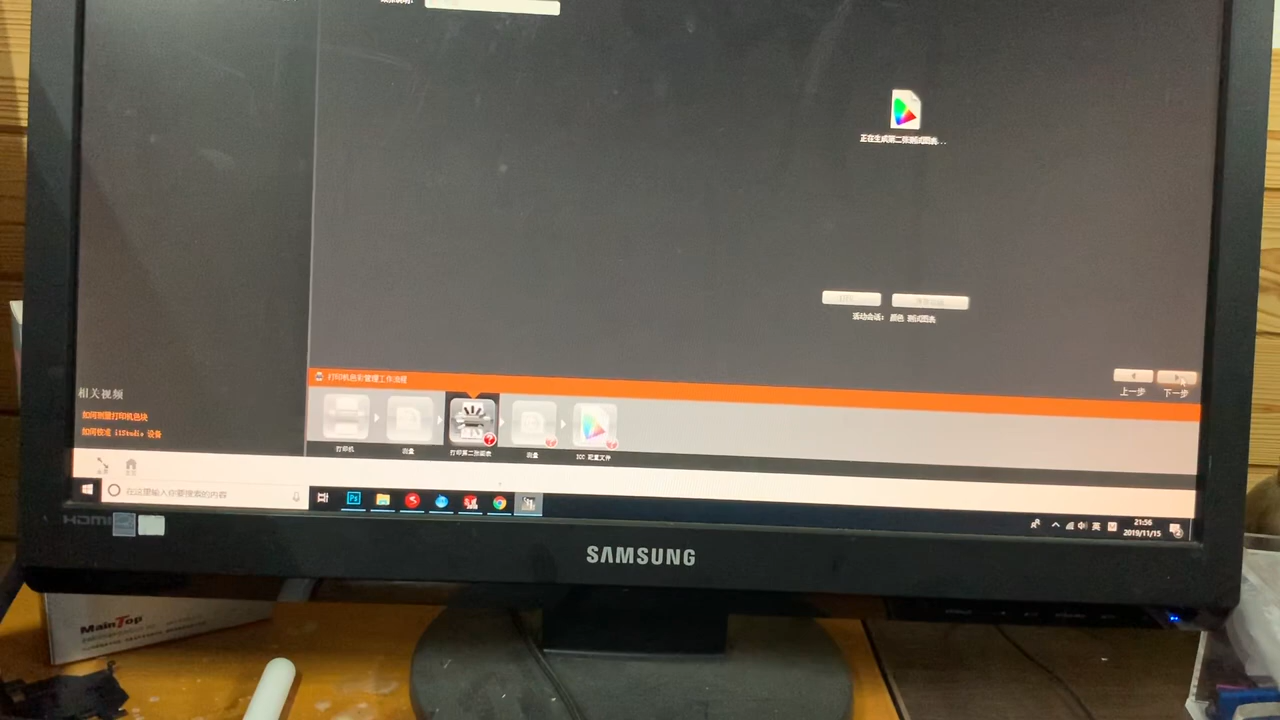 正在生成第二张测试图表...
活动会话: 颜色 测试图表
打印机色彩管理工作流程
上一步
下一步
相关视频
如何测量打印机色块
如何校准 i1Studio 设备
打印机
测量
打印第二张图表
测量
ICC 配置文件
在这里输入你要搜索的内容
Ps
英
21:56
2019/11/15
HDMI
SAMSUNG
MainTop